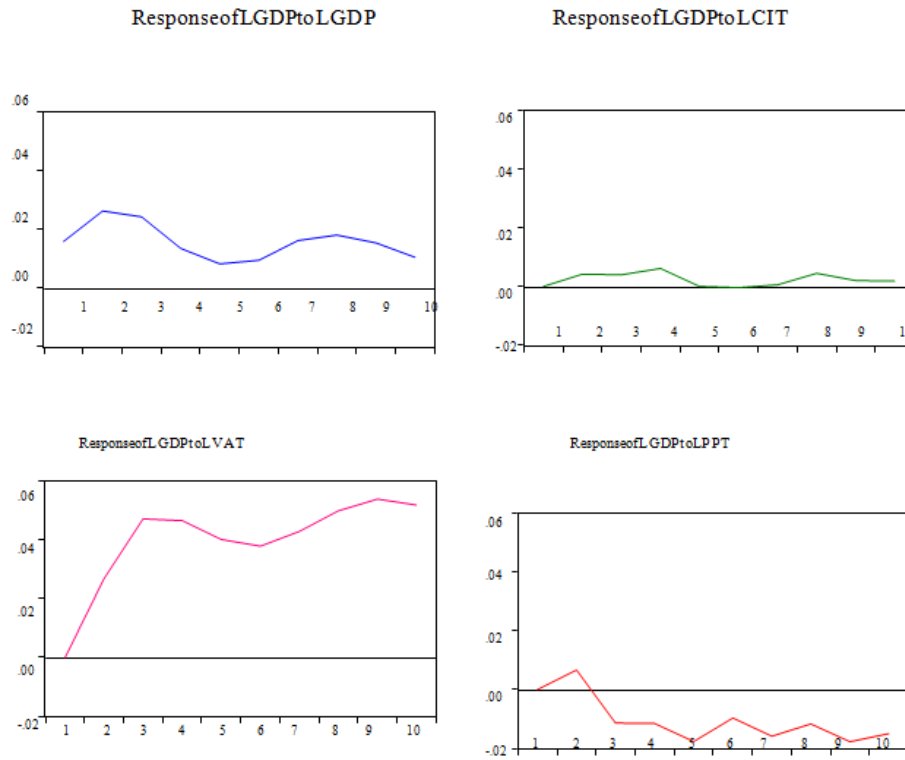 ResponseofLGDPtoLGDP
ResponseofLGDPtoLCIT
.06
.04
.02
.00
-.02
1 2 3 4 5 6 7 8 9 10
.06
.04
.02
.00
-.02
1 2 3 4 5 6 7 8 9 1
ResponseofLGDPtoLVAT
ResponseofLGDPtoLPPT
.06
.04
.02
.00
-.02
1 2 3 4 5 6 7 8 9 10
.06
.04
.02
.00
-.02
1 2 3 4 5 6 7 8 9 10